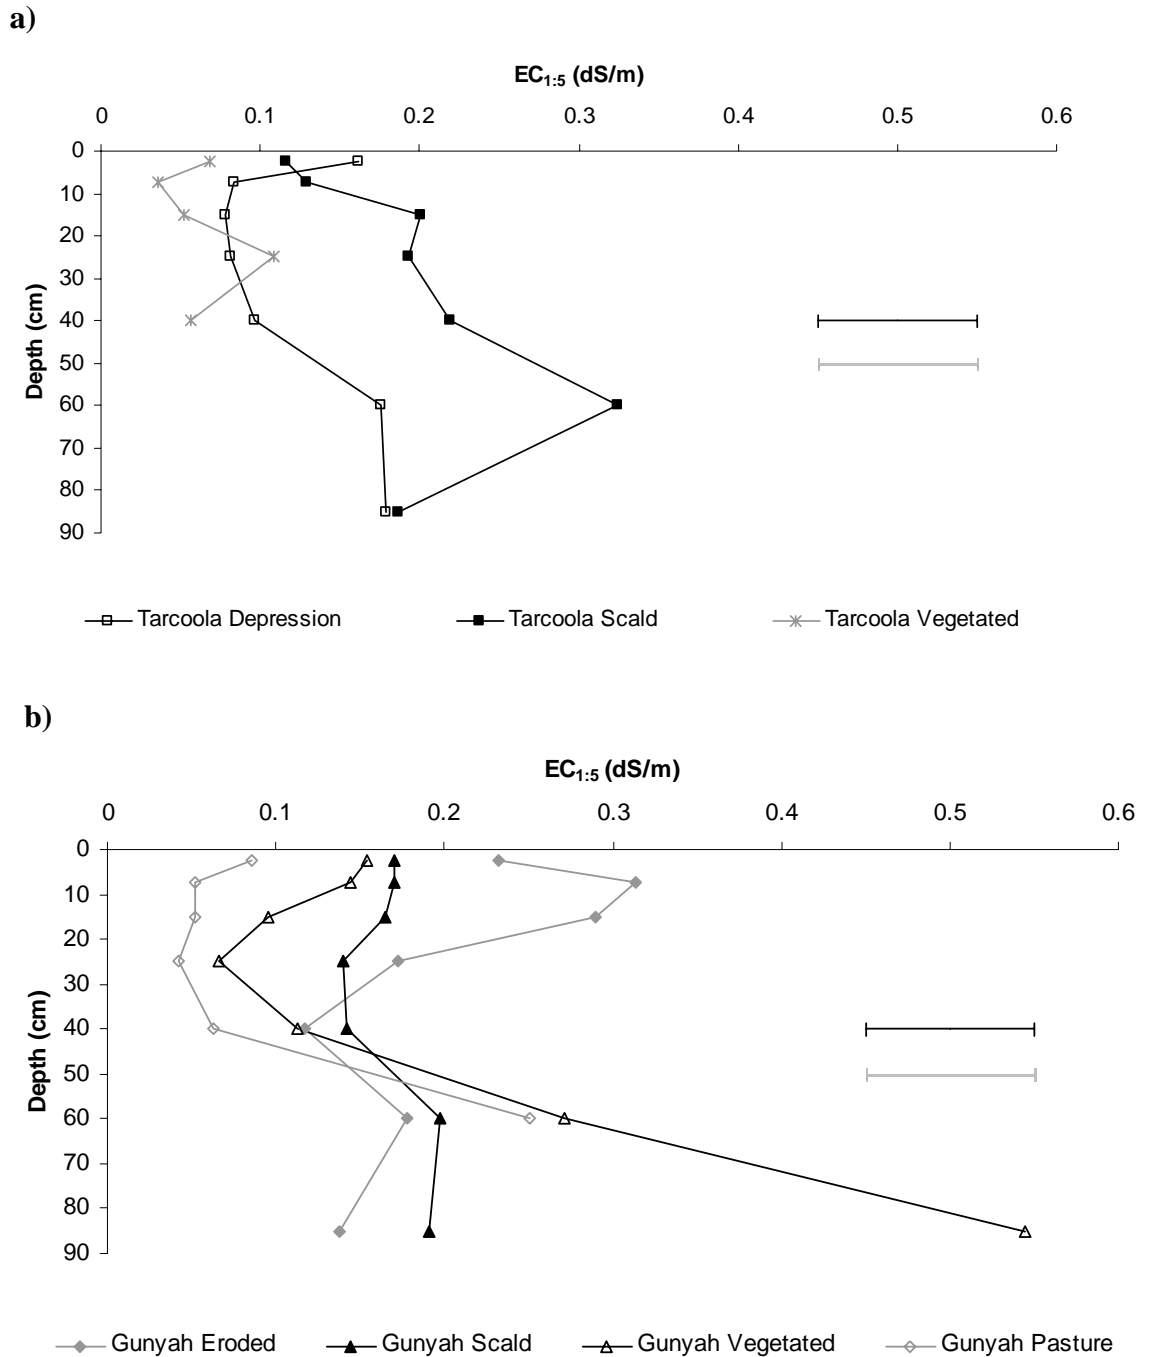 a)
EC1:5 (dS/m)
0 0.1 0.2 0.3 0.4 0.5 0.6
0
10
20
30
40
50
60
70
80
90
Depth (cm)
Tarcoola Depression Tarcoola Scald Tarcoola Vegetated
b)
EC1:5 (dS/m)
0 0.1 0.2 0.3 0.4 0.5 0.6
0
10
20
30
40
50
60
70
80
90
Depth (cm)
Gunyah Eroded Gunyah Scald Gunyah Vegetated Gunyah Pasture